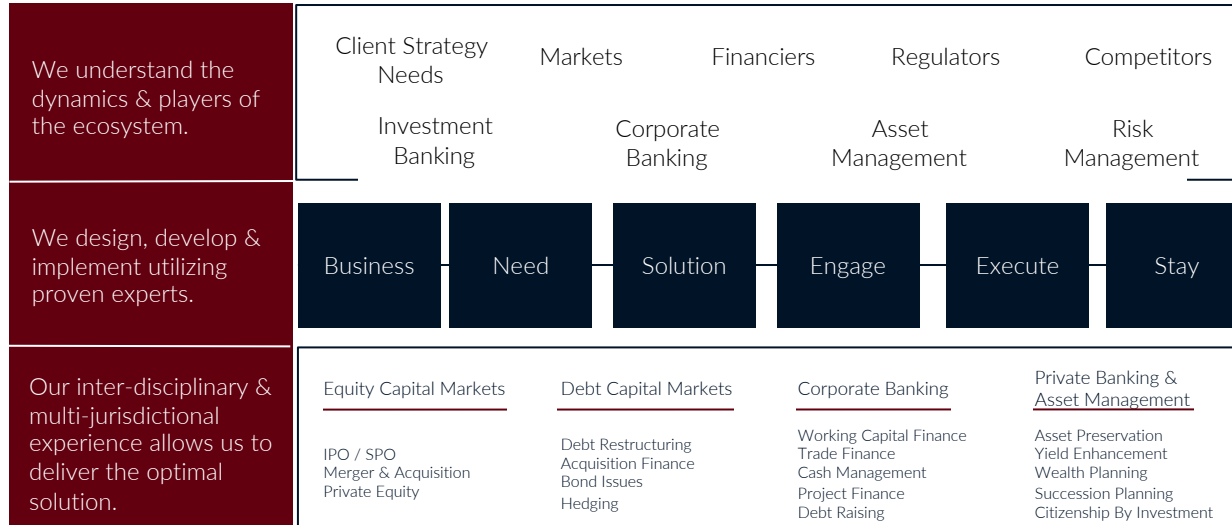 We understand the
dynamics & players of
the ecosystem.
Client Strategy
Needs
Markets
Financiers
Regulators
Competitors
Investment
Banking
Corporate
Banking
Asset
Management
Risk
Management
We design, develop &
implement utilizing
proven experts.
Business
Need
Solution
Engage
Execute
Stay
Our inter-disciplinary &
multi-jurisdictional
experience allows us to
deliver the optimal
solution.
Equity Capital Markets
IPO / SPO
Merger & Acquisition
Private Equity
Debt Capital Markets
Debt Restructuring
Acquisition Finance
Bond Issues
Hedging
Corporate Banking
Working Capital Finance
Trade Finance
Cash Management
Project Finance
Debt Raising
Private Banking &
Asset Management
Asset Preservation
Yield Enhancement
Wealth Planning
Succession Planning
Citizenship By Investment